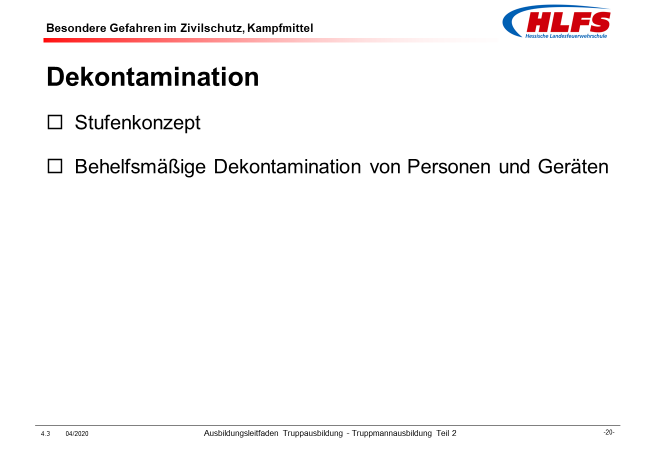 Besondere Gefahren im Zivilschutz, Kampfmittel
HLFS
Hessische Landesfeuerwehrschule
Dekontamination
☐ Stufenkonzept
☐ Behelfsmäßige Dekontamination von Personen und Geräten
4.3 04/2020 Ausbildungsleitfaden Truppausbildung - Truppmannausbildung Teil 2 -20-